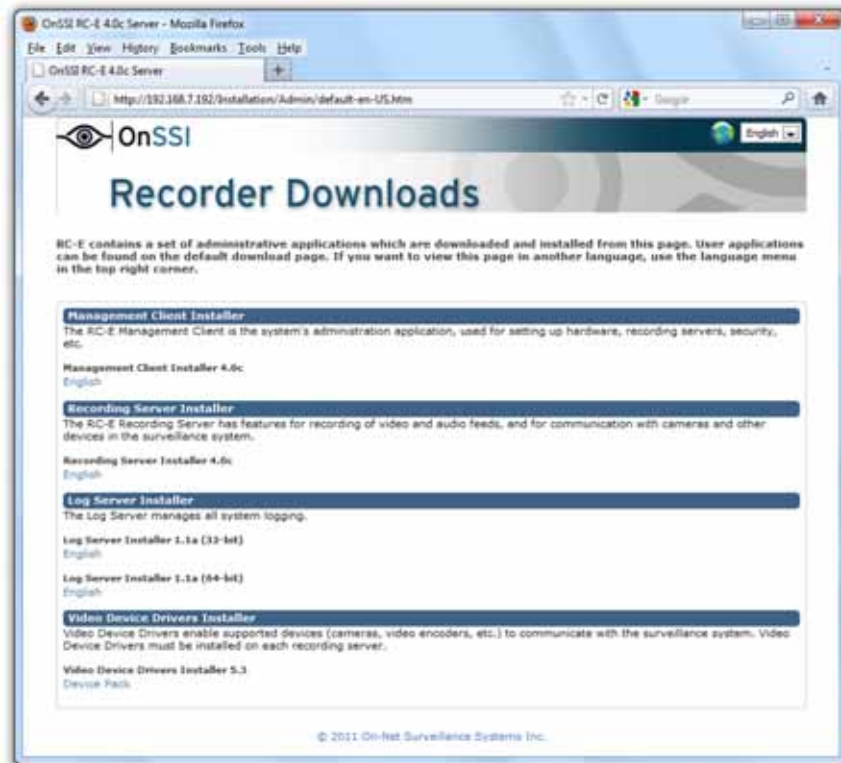 OnSSI RC-E 4.0c Server - Mozilla Firefox
File Edit View History Bookmarks Tools Help
OnSSI RC-E 4.0c Server
http://192.168.7.192/Installation/Admin/default-en-US.htm
Google
OnSSI
English
Recorder Downloads
RC-E contains a set of administrative applications which are downloaded and installed from this page. User applications
can be found on the default download page. If you want to view this page in another language, use the language menu
in the top right corner.
Management Client Installer
The RC-E Management Client is the system's administration application, used for setting up hardware, recording servers, security,
etc.
Management Client Installer 4.0c
English
Recording Server Installer
The RC-E Recording Server has features for recording of video and audio feeds, and for communication with cameras and other
devices in the surveillance system.
Recording Server Installer 4.0c
English
Log Server Installer
The Log Server manages all system logging.
Log Server Installer 1.1a (32-bit)
English
Log Server Installer 1.1a (64-bit)
English
Video Device Drivers Installer
Video Device Drivers enable supported devices (cameras, video encoders, etc.) to communicate with the surveillance system. Video
Device Drivers must be installed on each recording server.
Video Device Drivers Installer 5.3
Device Pack
© 2011 On-Net Surveillance Systems Inc.